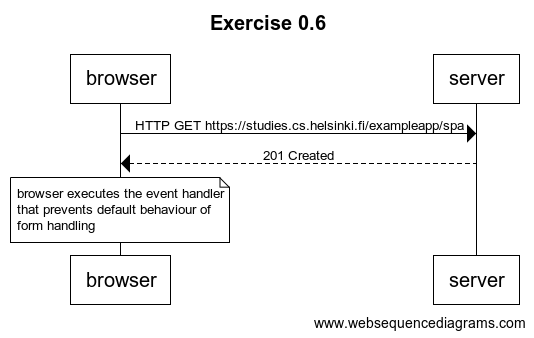 Exercise 0.6
browser
server
HTTP GET https://studies.cs.helsinki.fi/exampleapp/spa
201 Created
browser executes the event handler
that prevents default behaviour of
form handling
browser
server
www.websequencediagrams.com